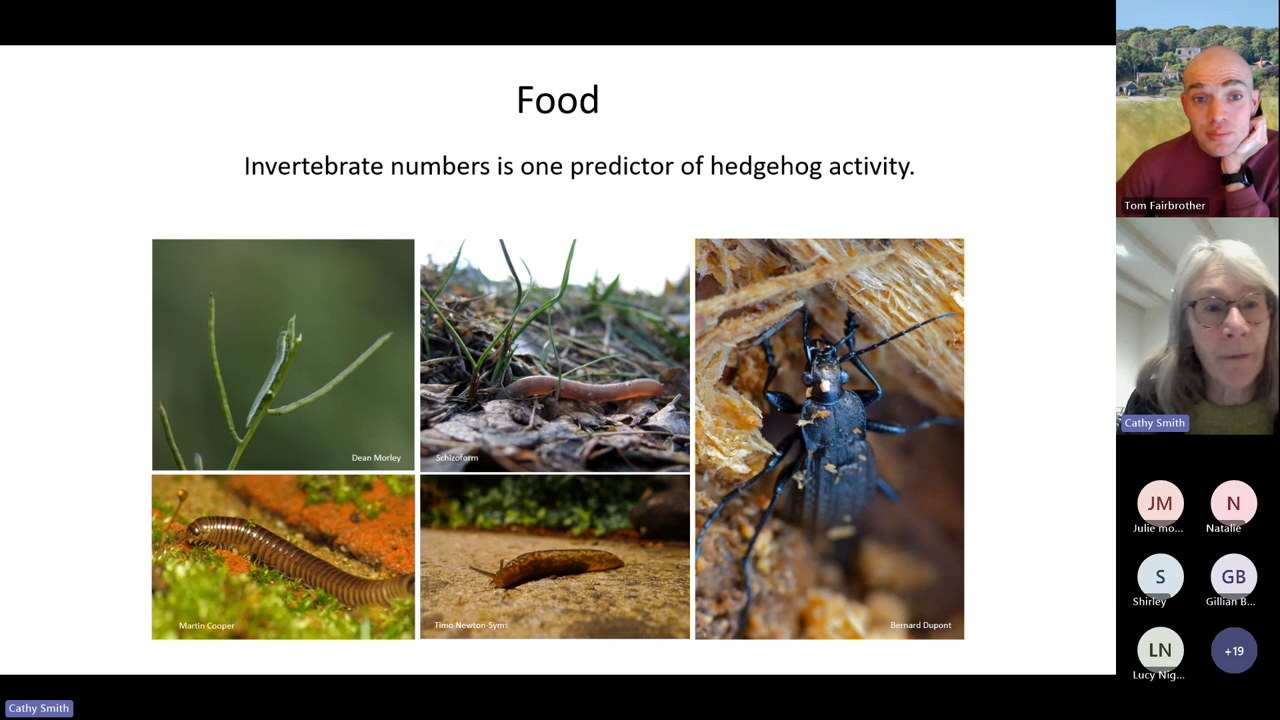 Food
Invertebrate numbers is one predictor of hedgehog activity.
Dean Morley
Schizoform
Martin Cooper
Timo Newton-Syms
Bernard Dupont
Tom Fairbrother
Cathy Smith
JM
Julie mo...
N
Natalie
S
Shirley
GB
Gillian B...
LN
Lucy Nig...
+19
Cathy Smith